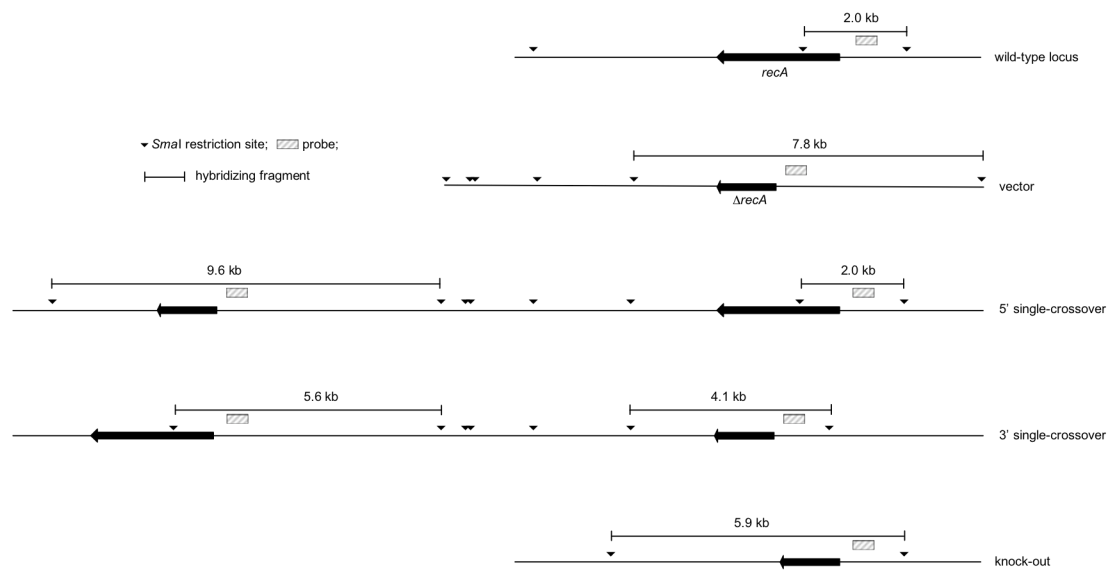 2.0 kb
wild-type locus
recA
SmaI restriction site; probe;
7.8 kb
hybridizing fragment
vector
ΔrecA
9.6 kb
2.0 kb
5' single-crossover
5.6 kb
4.1 kb
3' single-crossover
5.9 kb
knock-out